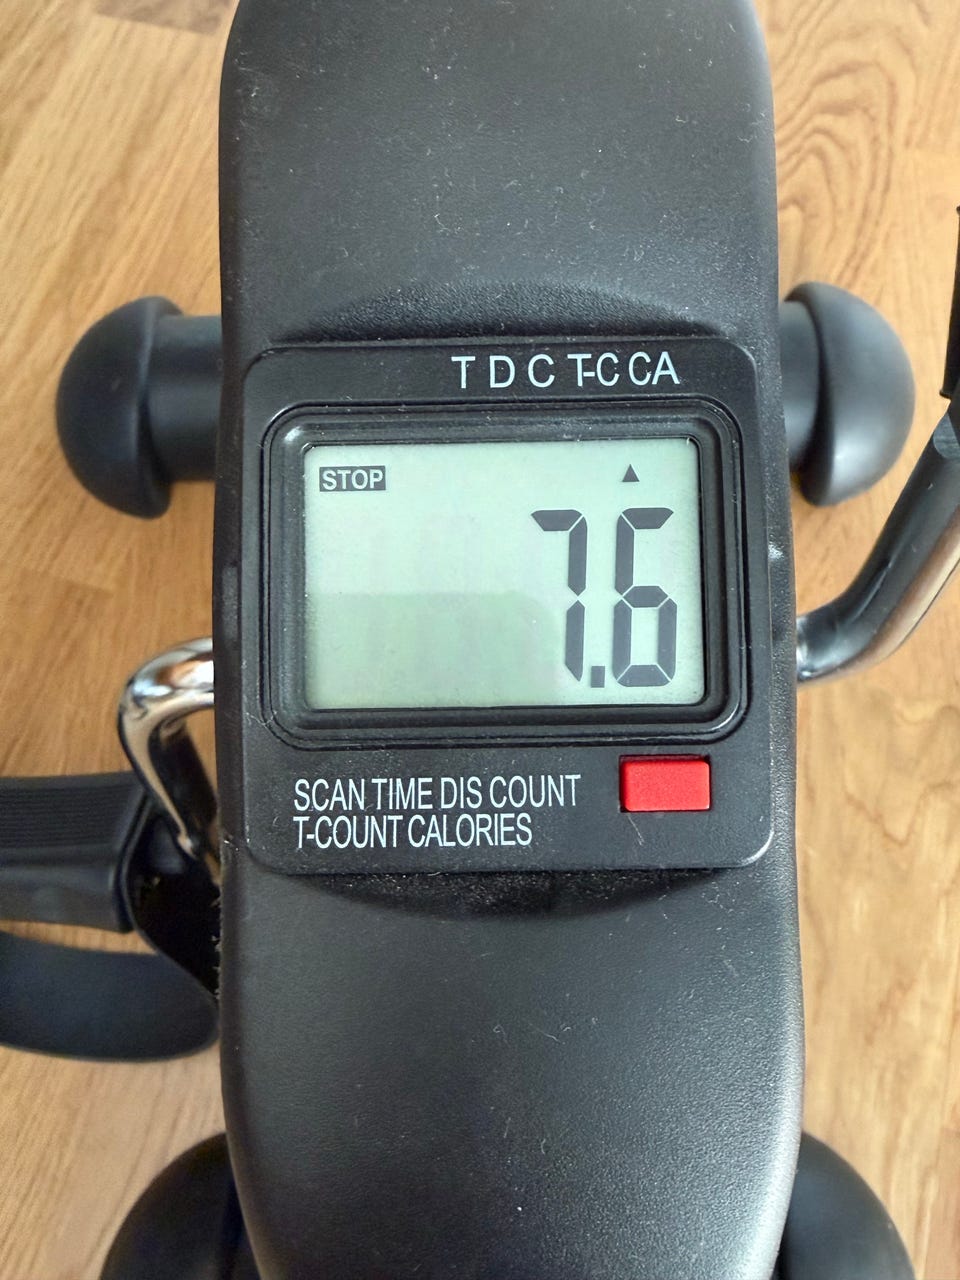 T D C T-C CA
STOP
7.6
SCAN TIME DIS COUNT
T-COUNT CALORIES